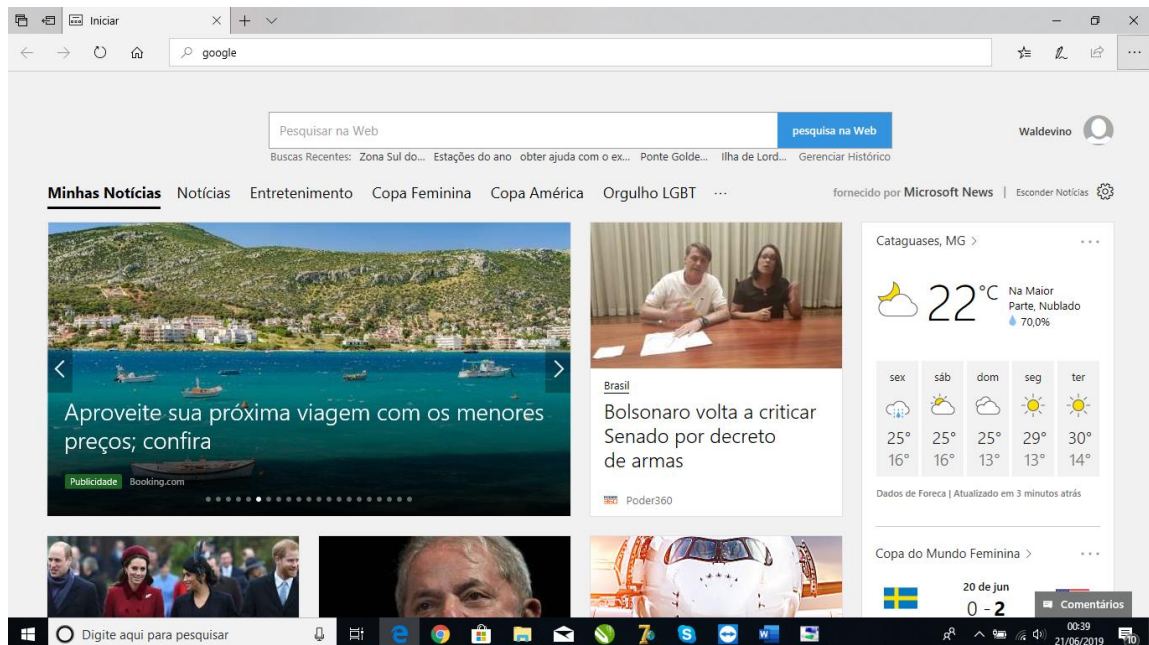 Iniciar
google
Pesquisar na Web
pesquisa na Web
Waldevino
Buscas Recentes: Zona Sul do... Estações do ano obter ajuda com o ex... Ponte Golde... Ilha de Lord... Gerenciar Histórico
Minhas Notícias Notícias Entretenimento Copa Feminina Copa América Orgulho LGBT ... fornecido por Microsoft News | Esconder Notícias
Aproveite sua próxima viagem com os menores
preços; confira
Publicidade Booking.com
Brasil
Bolsonaro volta a criticar
Senado por decreto
de armas
Poder360
Cataguases, MG >
22°C
Na Maior
Parte, Nublado
70,0%
sex sáb dom seg ter
25° 25° 25° 29° 30°
16° 16° 13° 13° 14°
Dados de Foreca | Atualizado em 3 minutos atrás
Copa do Mundo Feminina >
20 de jun
0 - 2
Comentários
Digite aqui para pesquisar
00:39
21/06/2019